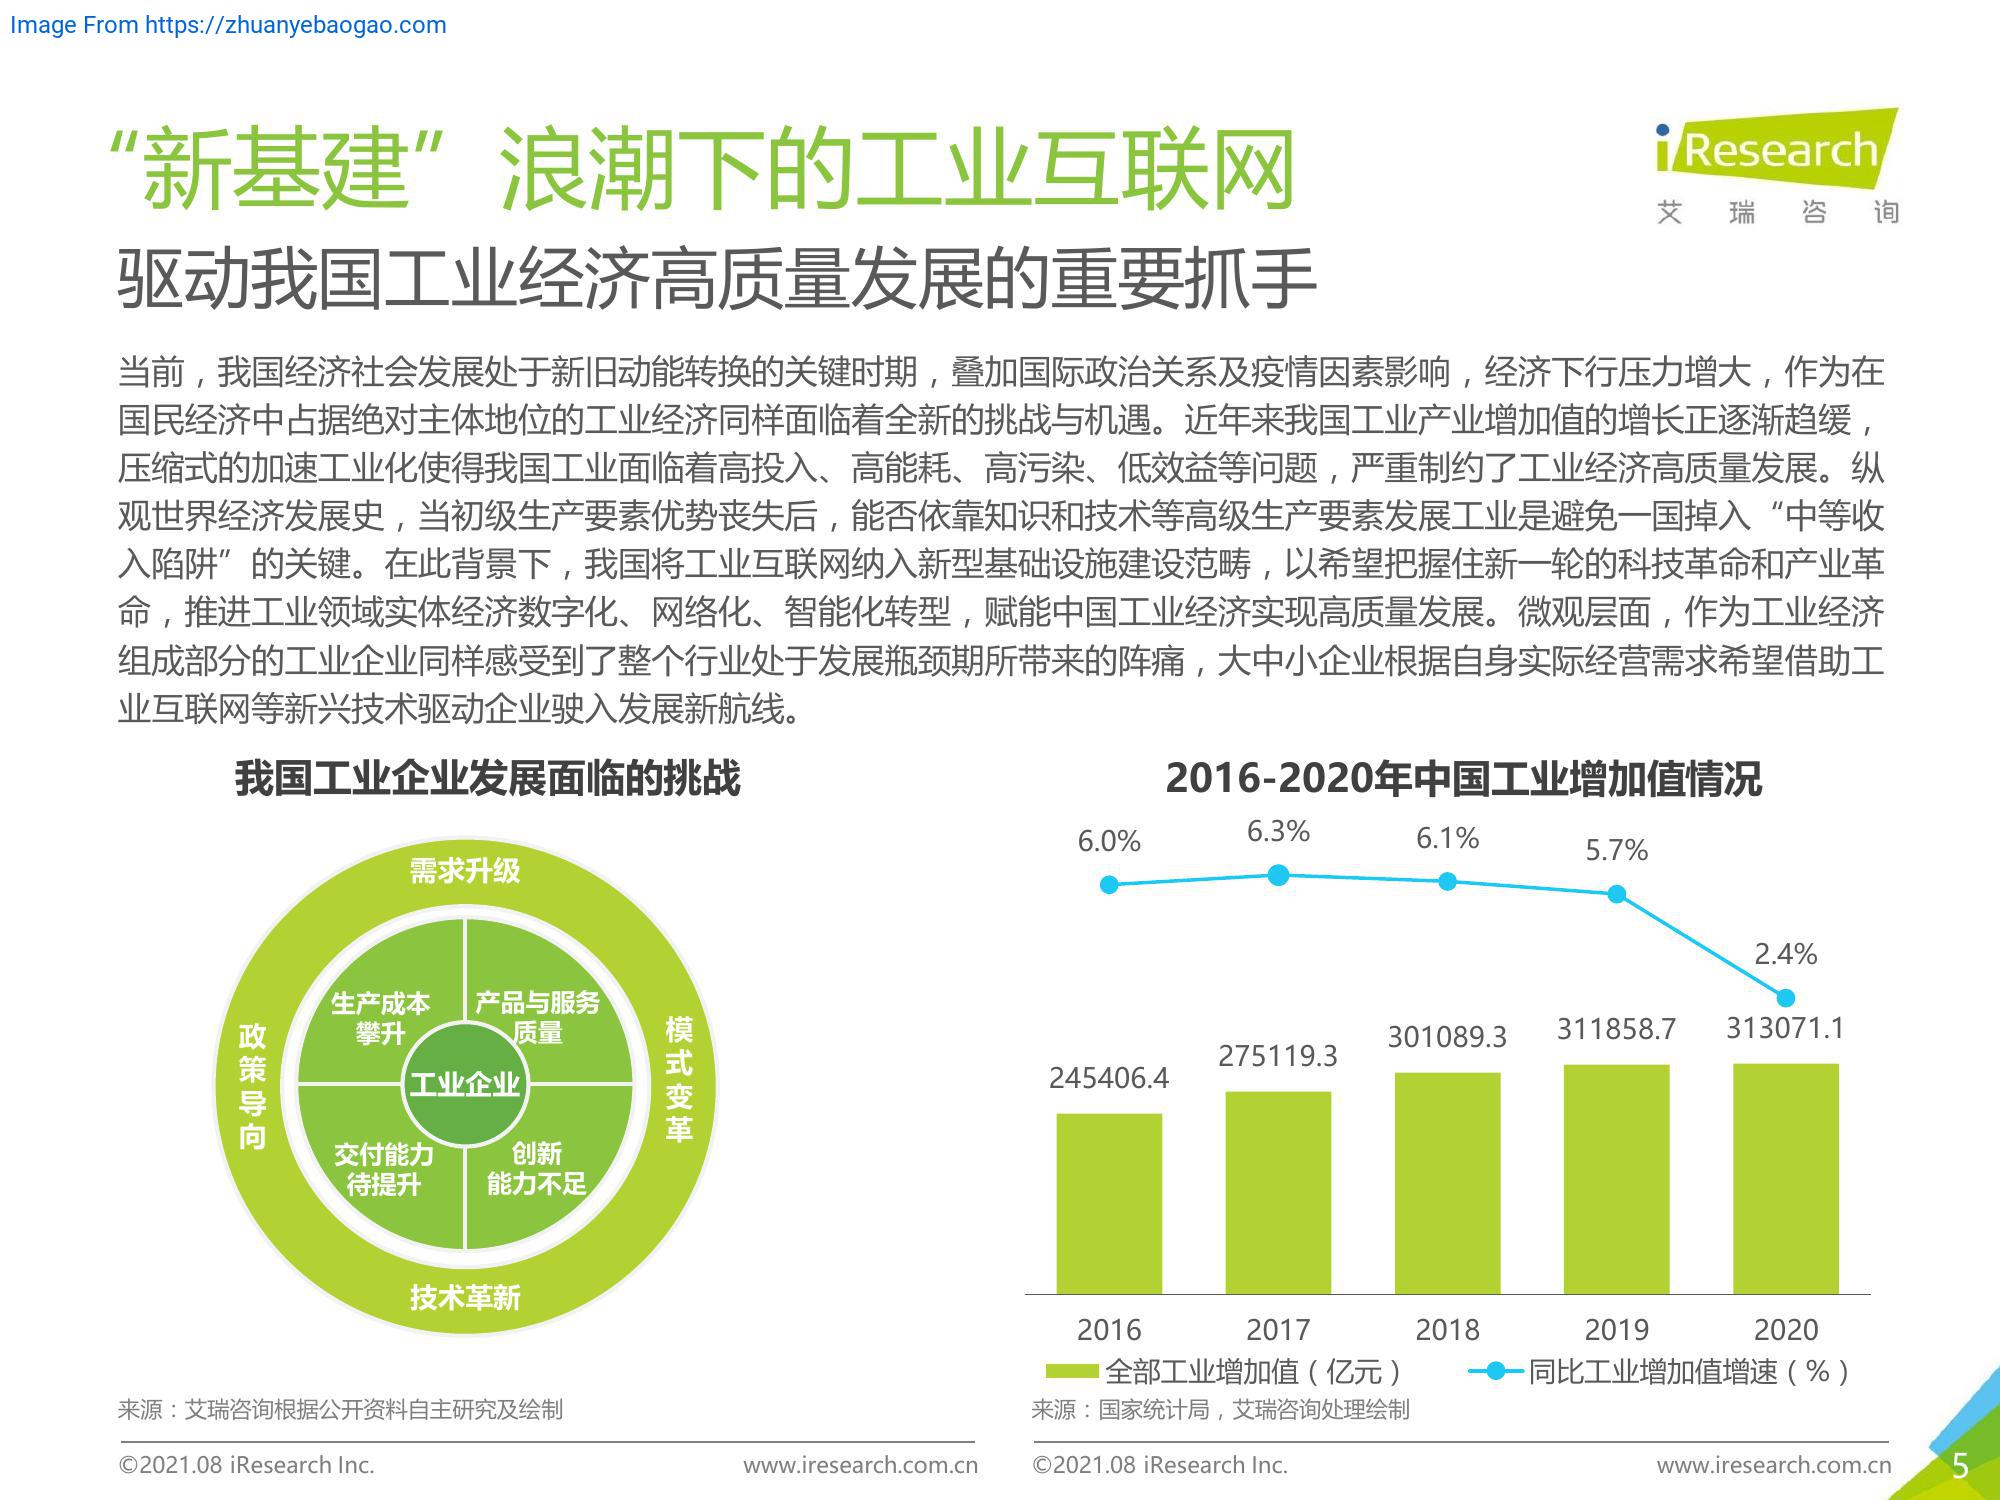 Image From https://zhuanyebaogao.com
“新基建”浪潮下的工业互联网
iResearch
艾瑞咨询
驱动我国工业经济高质量发展的重要抓手
当前，我国经济社会发展处于新旧动能转换的关键时期，叠加国际政治关系及疫情因素影响，经济下行压力增大，作为在
国民经济中占据绝对主体地位的工业经济同样面临着全新的挑战与机遇。近年来我国工业产业增加值的增长正逐渐趋缓，
压缩式的加速工业化使得我国工业面临着高投入、高能耗、高污染、低效益等问题，严重制约了工业经济高质量发展。纵
观世界经济发展史，当初级生产要素优势丧失后，能否依靠知识和技术等高级生产要素发展工业是避免一国掉入“中等收
入陷阱”的关键。在此背景下，我国将工业互联网纳入新型基础设施建设范畴，以希望把握住新一轮的科技革命和产业革
命，推进工业领域实体经济数字化、网络化、智能化转型，赋能中国工业经济实现高质量发展。微观层面，作为工业经济
组成部分的工业企业同样感受到了整个行业处于发展瓶颈期所带来的阵痛，大中小企业根据自身实际经营需求希望借助工
业互联网等新兴技术驱动企业驶入发展新航线。
我国工业企业发展面临的挑战
需求升级
政策导向
模式变革
技术革新
生产成本
攀升
产品与服务
质量
工业企业
交付能力
待提升
创新
能力不足
来源：艾瑞咨询根据公开资料自主研究及绘制
2016-2020年中国工业增加值情况
6.0% 6.3% 6.1% 5.7% 2.4%
245406.4 275119.3 301089.3 311858.7 313071.1
2016 2017 2018 2019 2020
全部工业增加值（亿元） 同比工业增加值增速（%）
来源：国家统计局，艾瑞咨询处理绘制
©2021.08 iResearch Inc. www.iresearch.com.cn
©2021.08 iResearch Inc. www.iresearch.com.cn
5